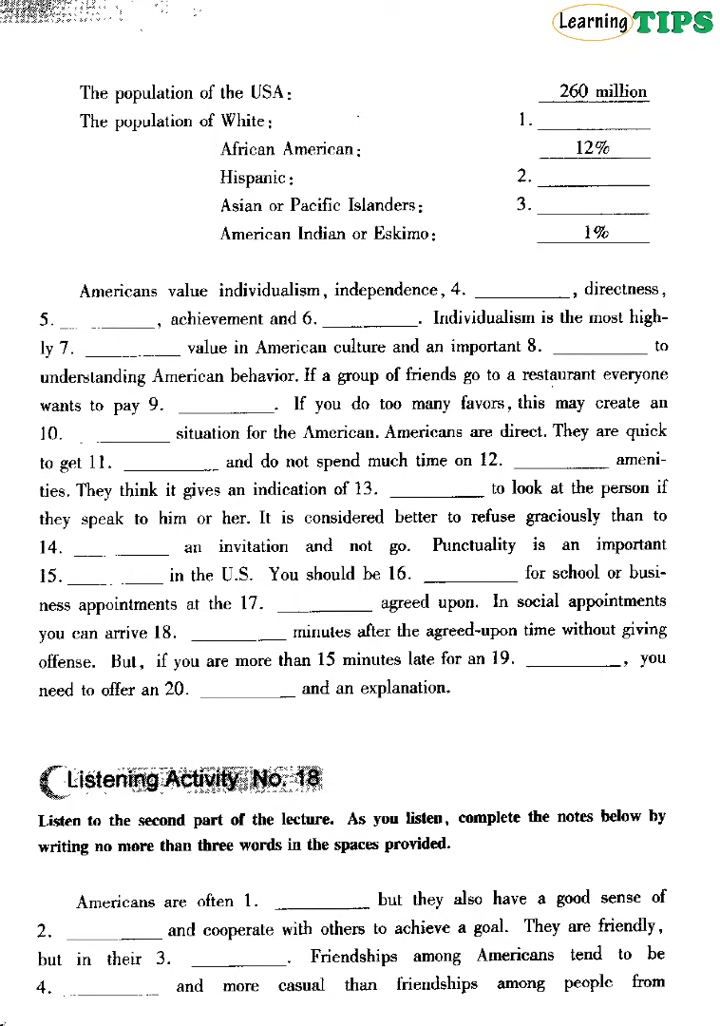 Learning TIPS
The population of the USA: 260 million
The population of White: 1. ________
African American: 12%
Hispanic: 2. ________
Asian or Pacific Islanders: 3. ________
American Indian or Eskimo: 1%
Americans value individualism, independence, 4. ________, directness,
5. ________, achievement and 6. ________. Individualism is the most high-
ly 7. ________ value in American culture and an important 8. ________ to
understanding American behavior. If a group of friends go to a restaurant everyone
wants to pay 9. ________. If you do too many favors, this may create an
10. ________ situation for the American. Americans are direct. They are quick
to get 11. ________ and do not spend much time on 12. ________ ameni-
ties. They think it gives an indication of 13. ________ to look at the person if
they speak to him or her. It is considered better to refuse graciously than to
14. ________ an invitation and not go. Punctuality is an important
15. ________ in the U.S. You should be 16. ________ for school or busi-
ness appointments at the 17. ________ agreed upon. In social appointments
you can arrive 18. ________ minutes after the agreed-upon time without giving
offense. But, if you are more than 15 minutes late for an 19. ________, you
need to offer an 20. ________ and an explanation.
Listening Activity No. 18
Listen to the second part of the lecture. As you listen, complete the notes below by
writing no more than three words in the spaces provided.
Americans are often 1. ________ but they also have a good sense of
2. ________ and cooperate with others to achieve a goal. They are friendly,
but in their 3. ________. Friendships among Americans tend to be
4. ________ and more casual than friendships among people from